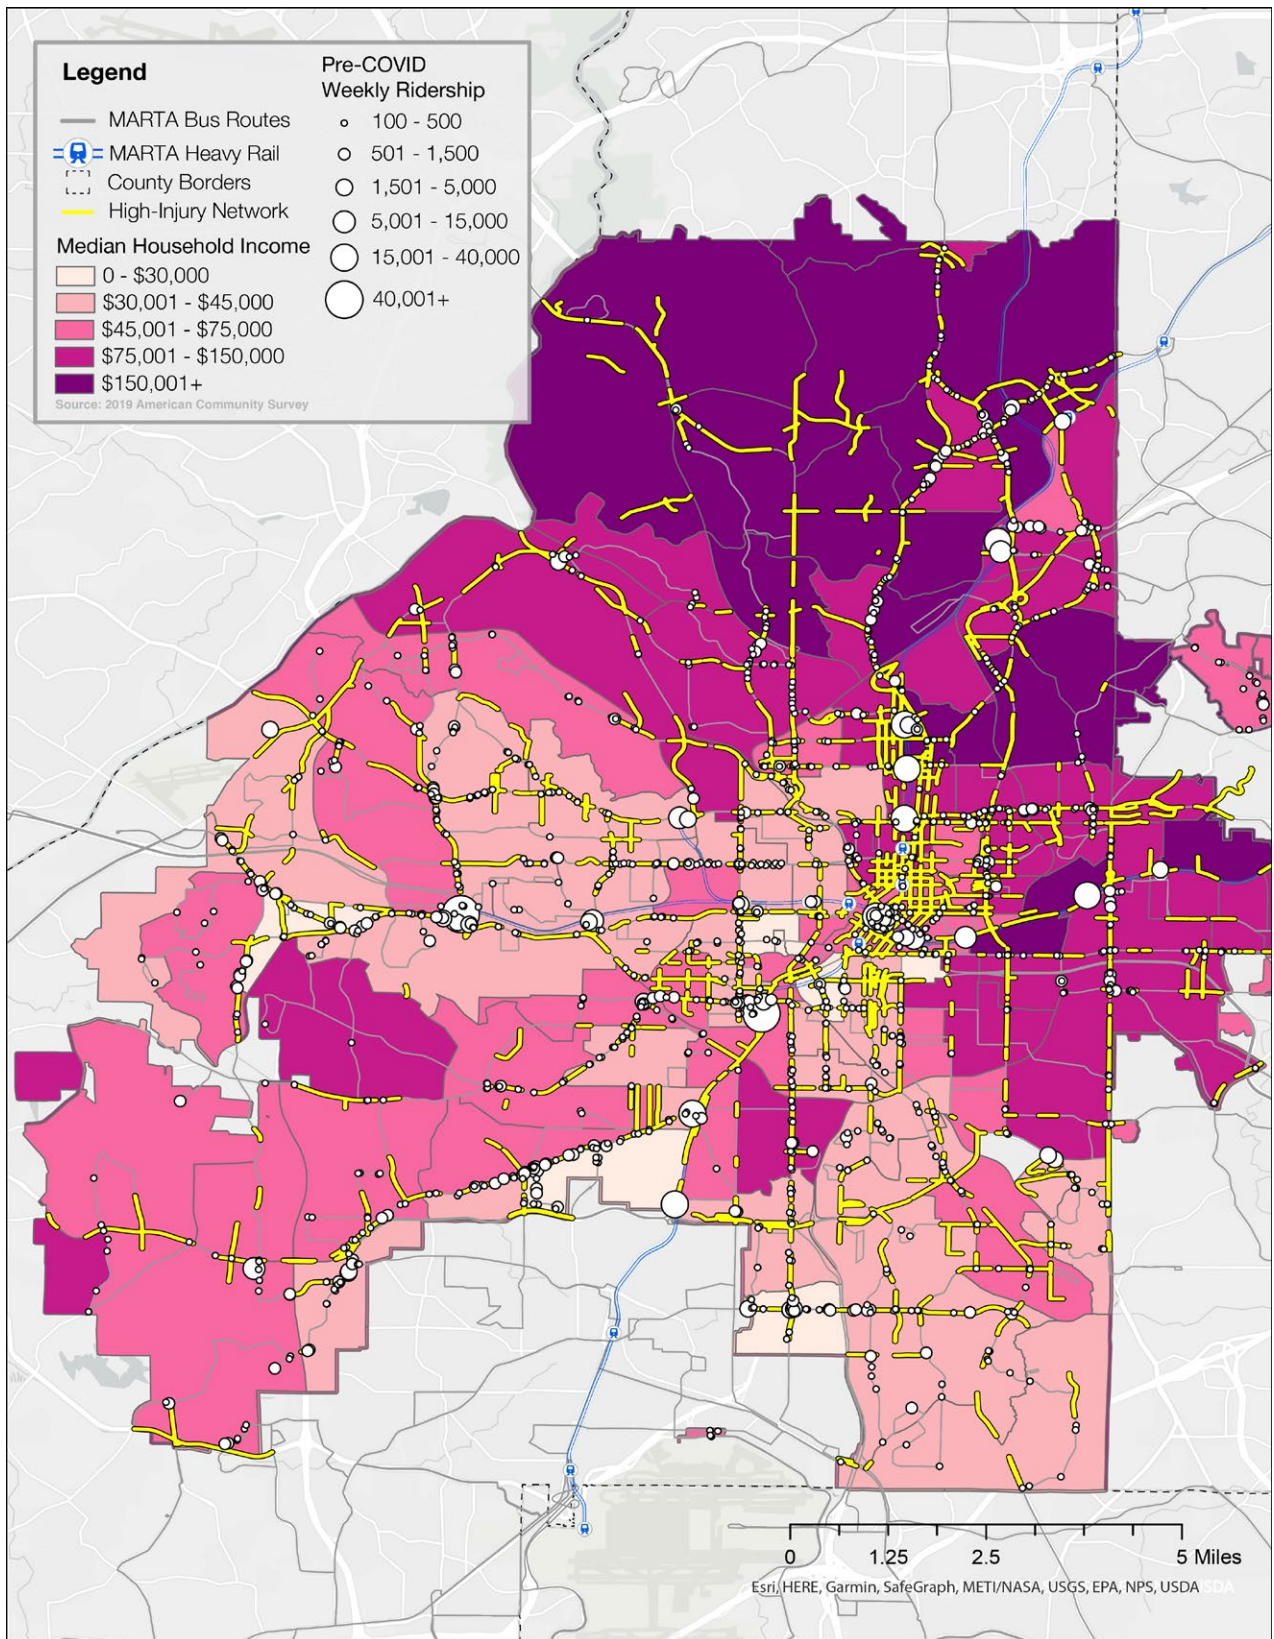 Legend
MARTA Bus Routes
MARTA Heavy Rail
County Borders
High-Injury Network
Median Household Income
0 - $30,000
$30,001 - $45,000
$45,001 - $75,000
$75,001 - $150,000
$150,001+
Source: 2019 American Community Survey
Pre-COVID
Weekly Ridership
100 - 500
501 - 1,500
1,501 - 5,000
5,001 - 15,000
15,001 - 40,000
40,001+
0 1.25 2.5 5 Miles
Esri, HERE, Garmin, SafeGraph, METI/NASA, USGS, EPA, NPS, USDA